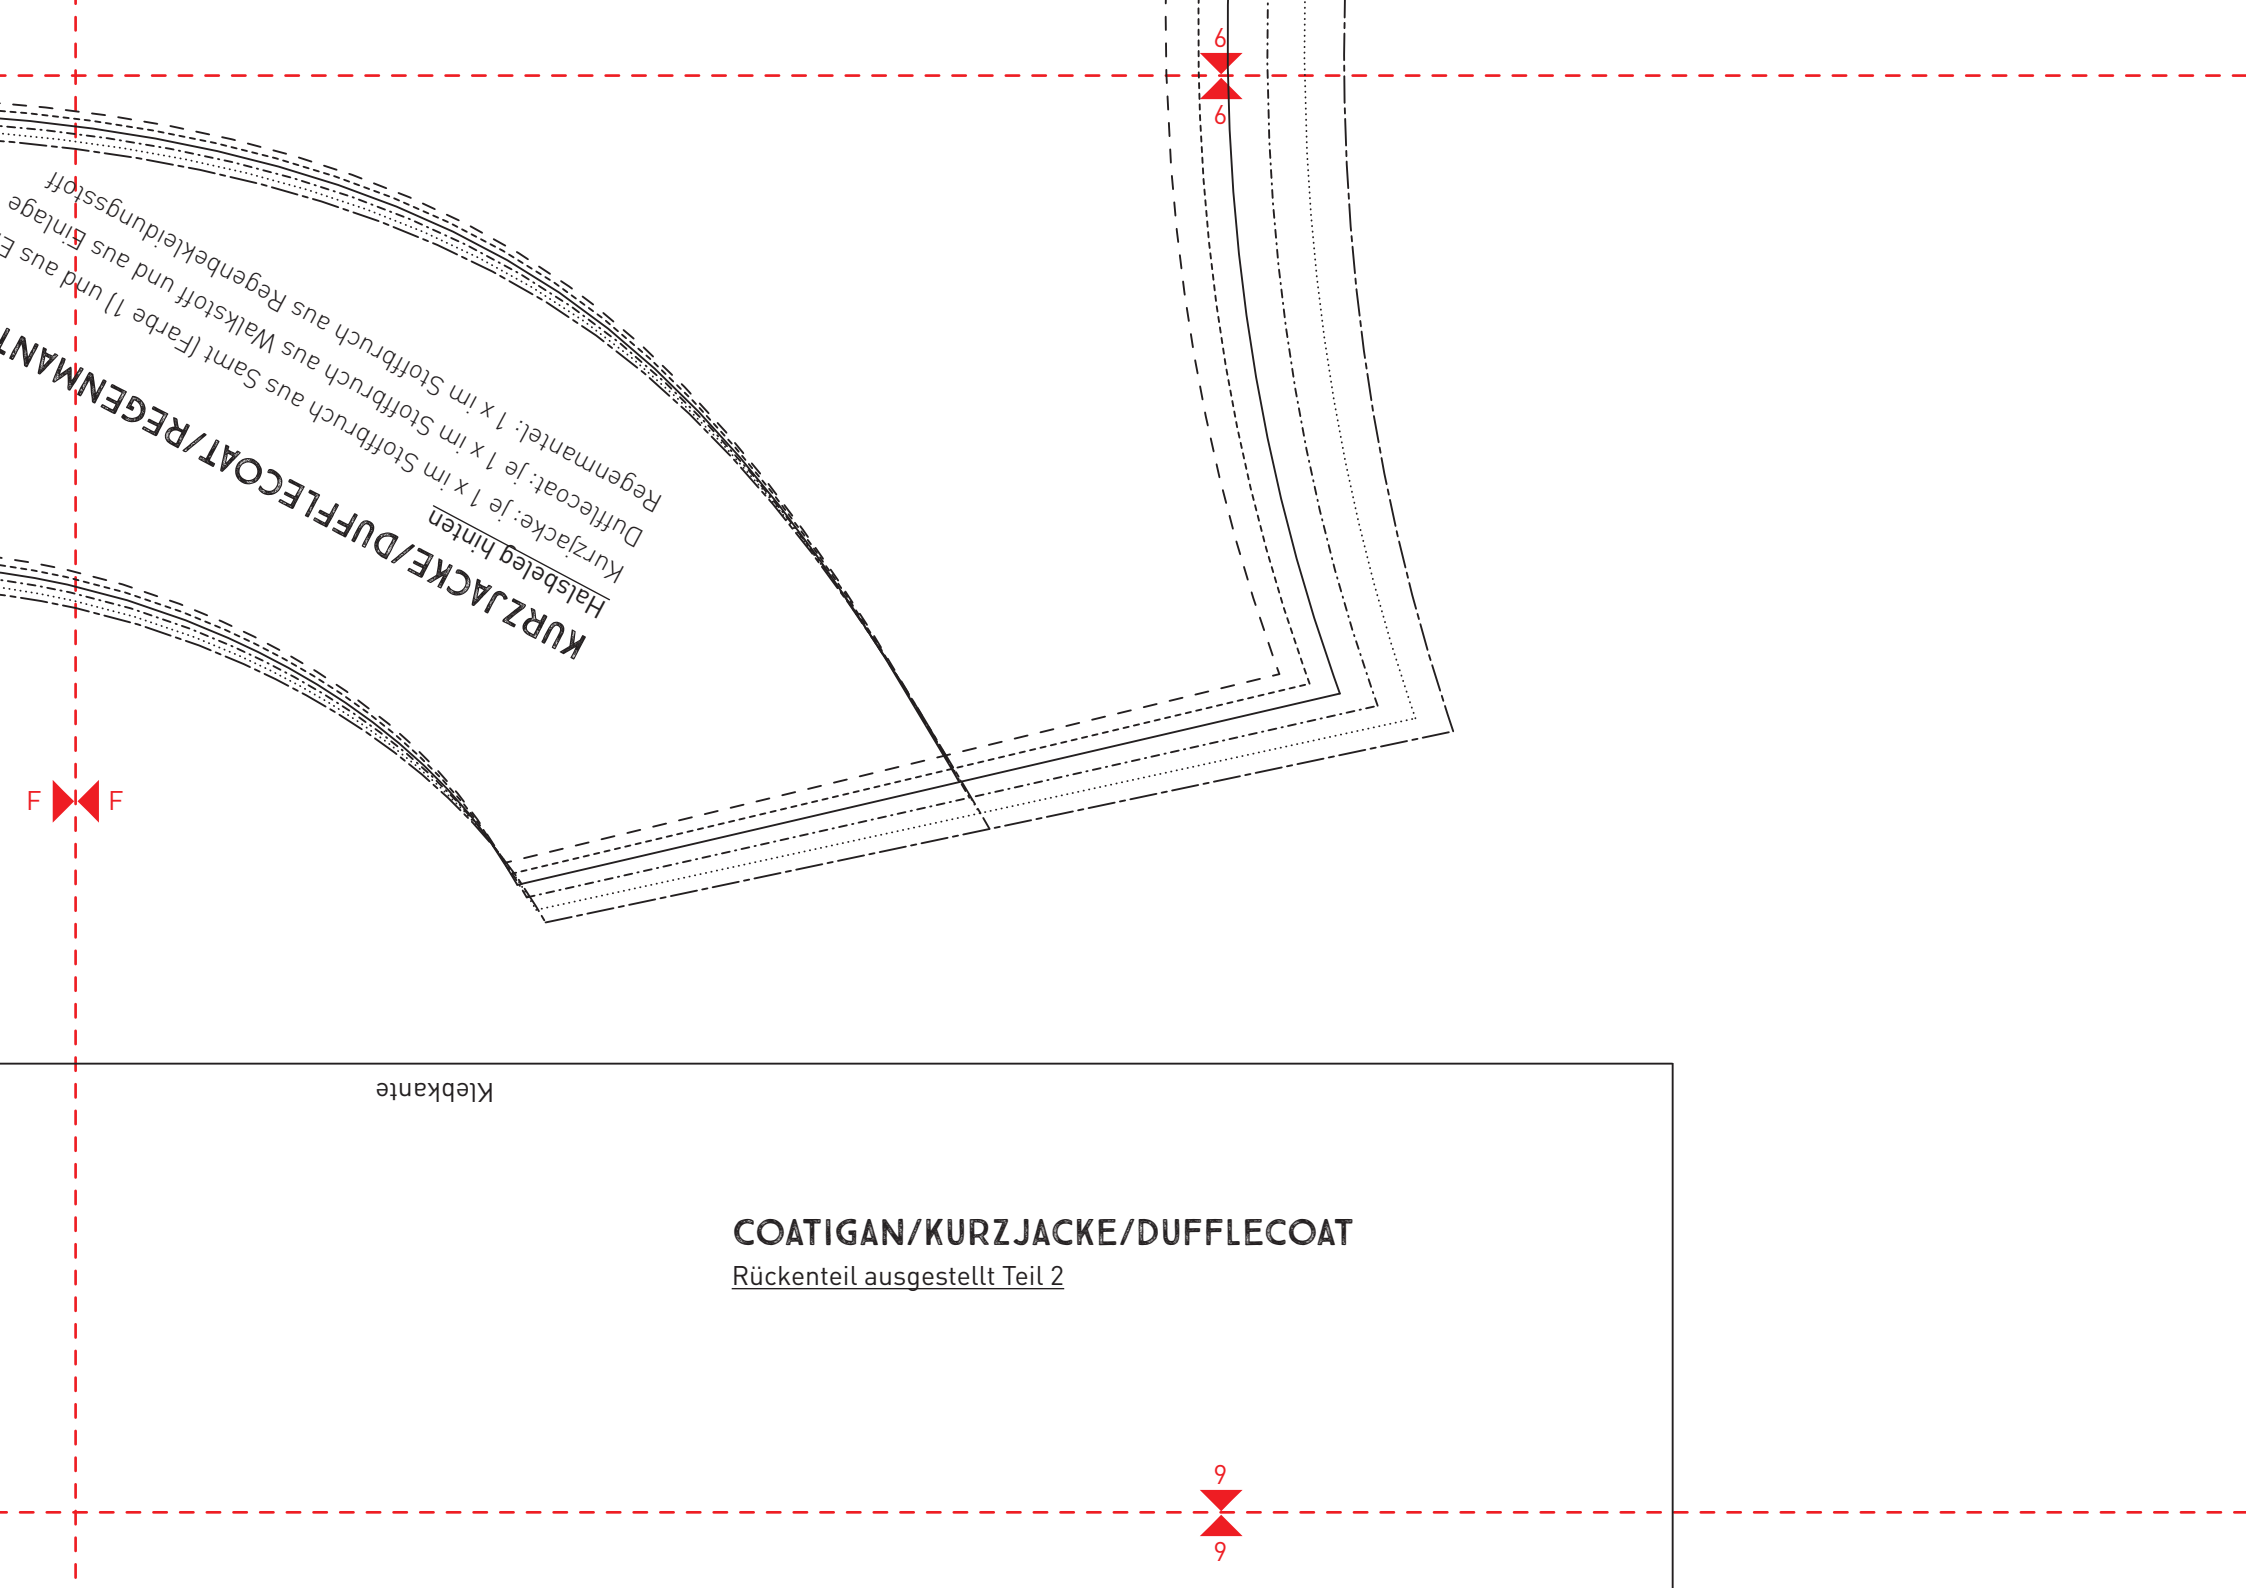 6
6
KURZJACKE/DUFFLECOAT/REGENMANT
Halsbeleg hinten
Kurzjacke: je 1 x im Stoffbruch aus Samt (Farbe 1) und aus E
Dufflecoat: je 1 x im Stoffbruch aus Walkstoff und aus Einlage
Regenmantel: 1 x im Stoffbruch aus Regenbekleidungsstoff
F F
Klebkante
COATIGAN/KURZJACKE/DUFFLECOAT
Rückenteil ausgestellt Teil 2
9
9